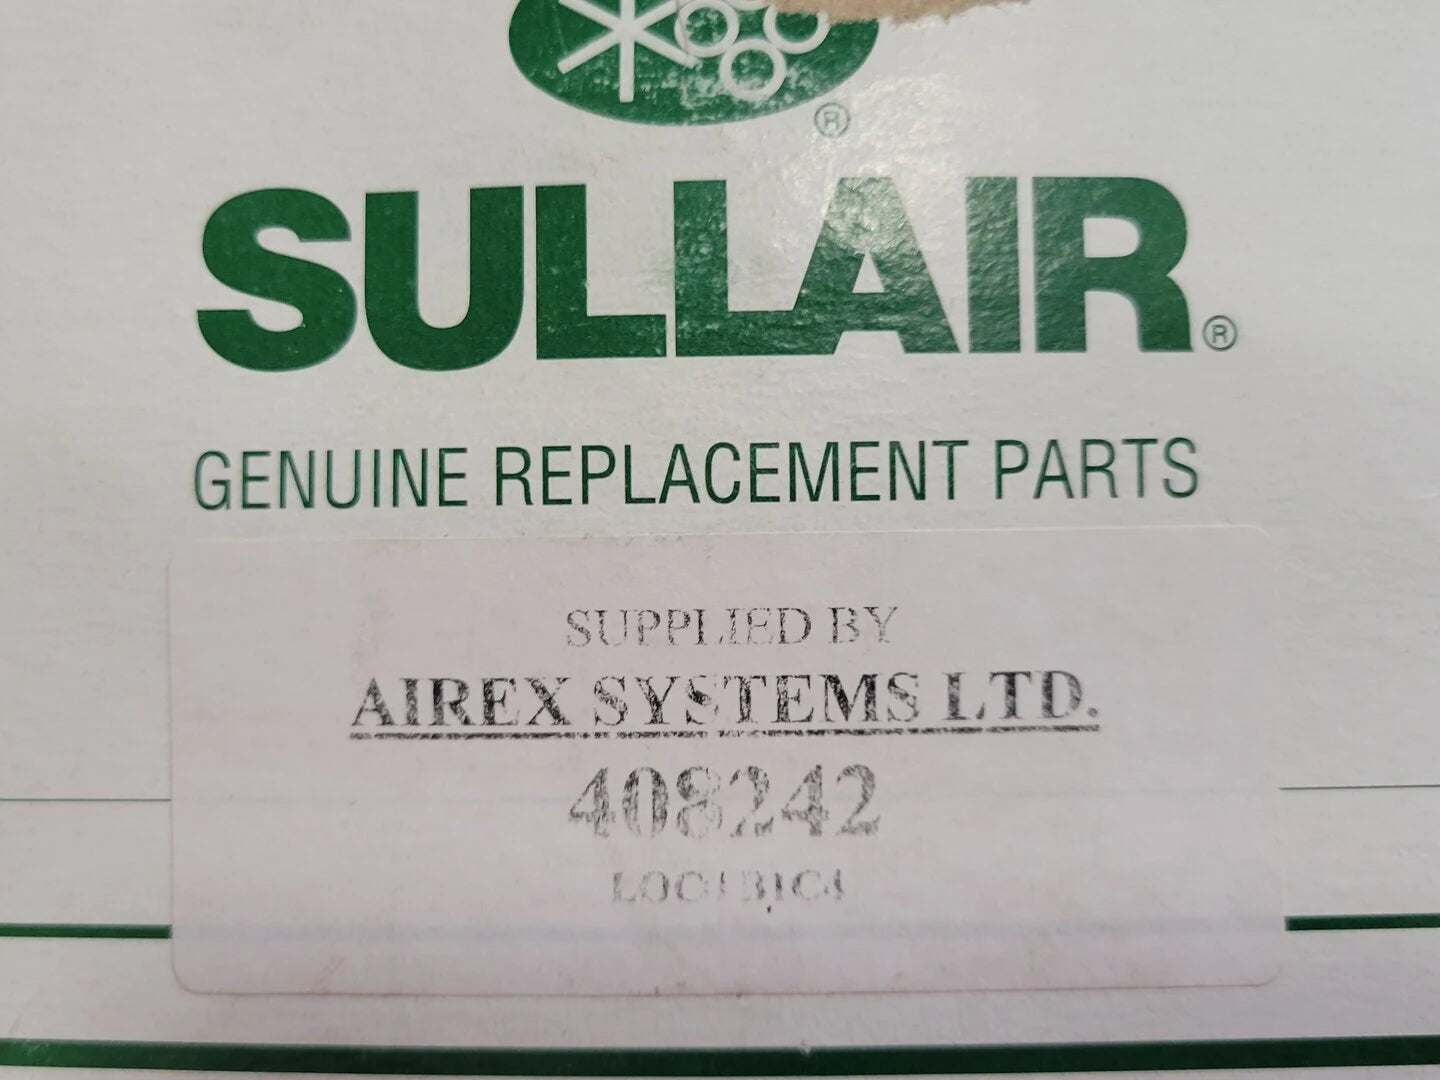 ®
SULLAIR®
GENUINE REPLACEMENT PARTS
SUPPLIED BY
AIREX SYSTEMS LTD.
408242